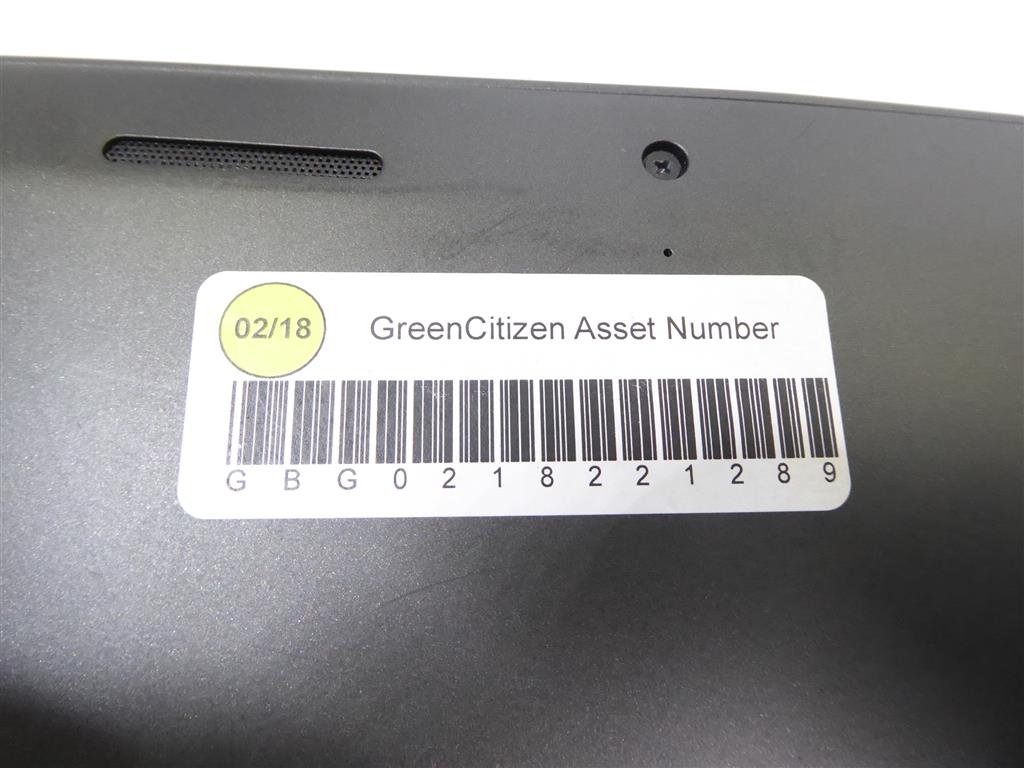 02/18 GreenCitizen Asset Number
G B G 0 2 1 8 2 2 1 2 8 9